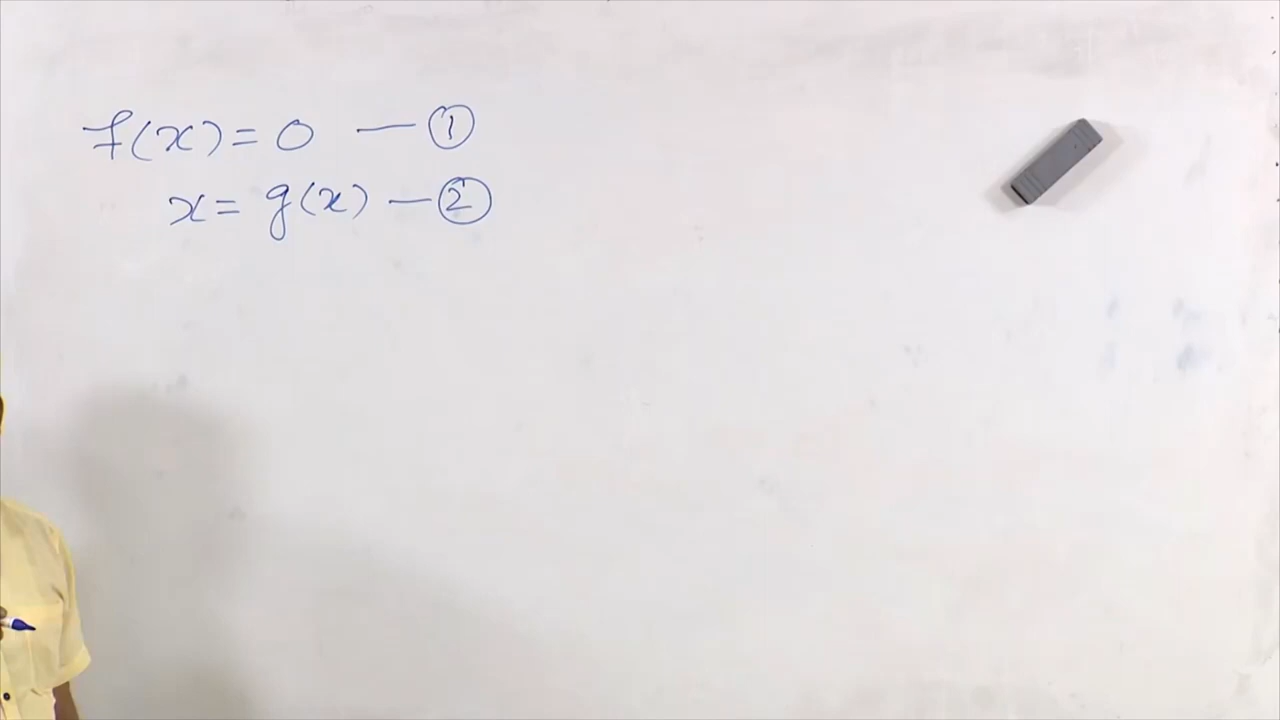 f(x) = 0 — ①
x = g(x) — ②